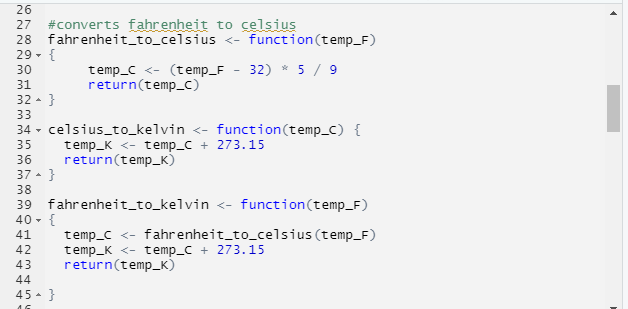 26
27 #converts fahrenheit to celsius
28 fahrenheit_to_celsius <- function(temp_F)
29 {
30 temp_C <- (temp_F - 32) * 5 / 9
31 return(temp_C)
32 }
33
34 celsius_to_kelvin <- function(temp_C) {
35 temp_K <- temp_C + 273.15
36 return(temp_K)
37 }
38
39 fahrenheit_to_kelvin <- function(temp_F)
40 {
41 temp_C <- fahrenheit_to_celsius(temp_F)
42 temp_K <- temp_C + 273.15
43 return(temp_K)
44
45 }